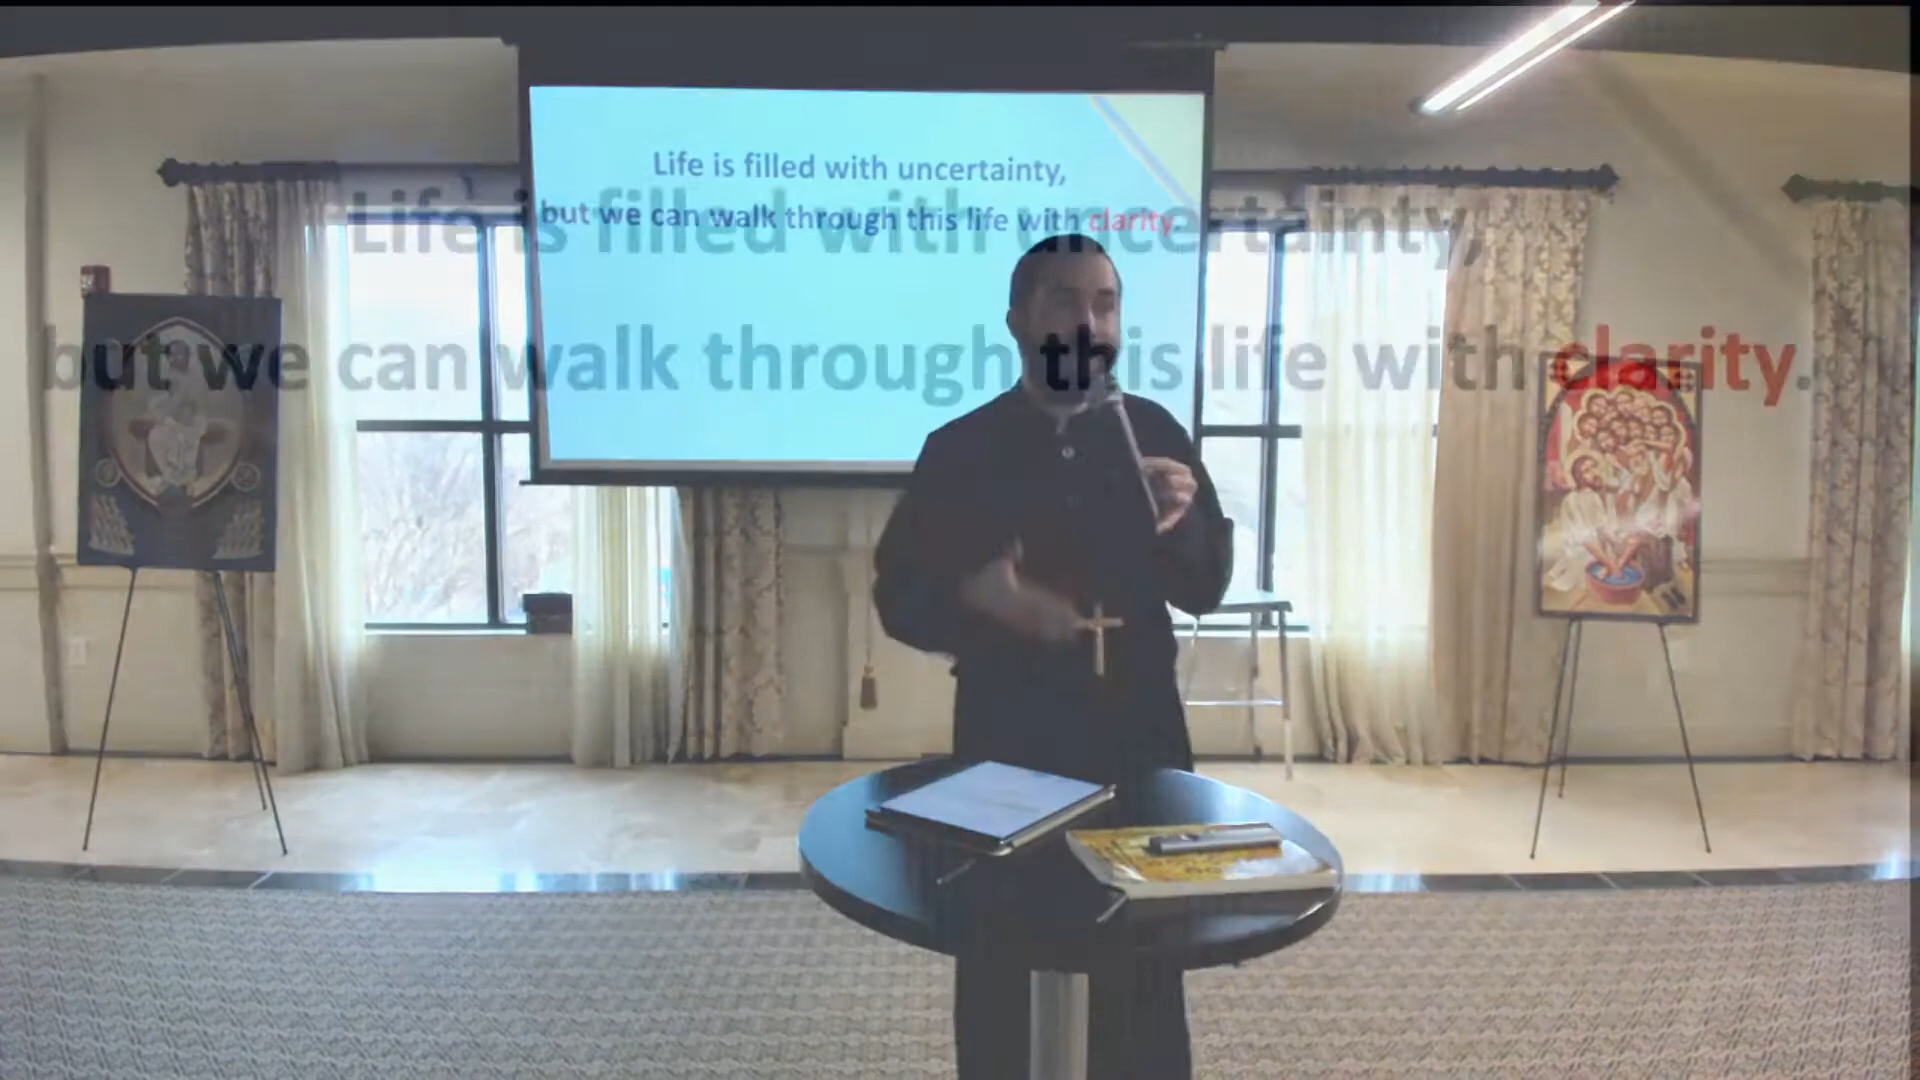 Life is filled with uncertainty,
but we can walk through this life with clarity.
Life is filled with uncertainty,
but we can walk through this life with clarity.